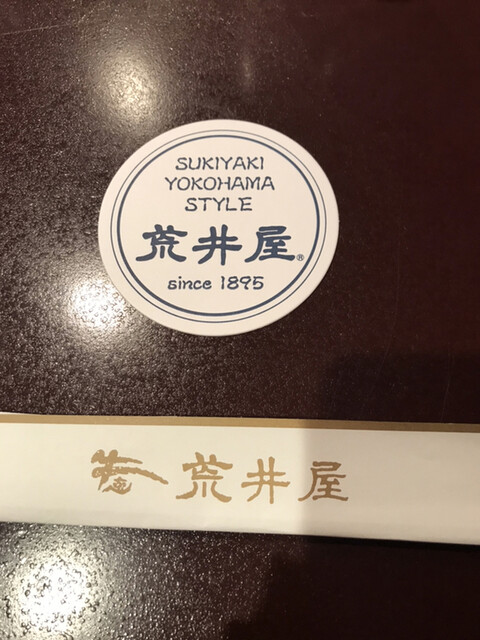 SUKIYAKI
YOKOHAMA
STYLE
荒井屋®
since 1895
荒井屋